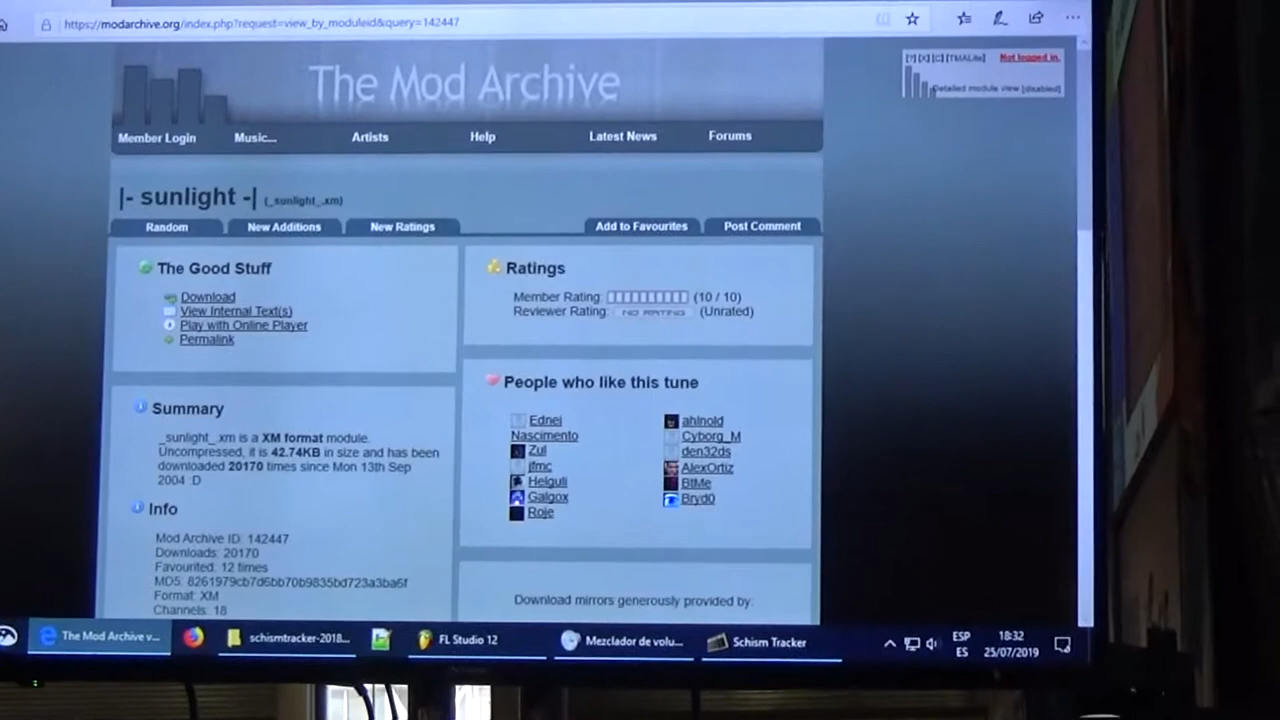 https://modarchive.org/index.php?request=view_by_moduleid&query=142447
The Mod Archive
[?] [X] [C] [TMALite] Not logged in.
Detailed module view [disabled]
Member Login Music... Artists Help Latest News Forums
|- sunlight -| (_sunlight_.xm)
Random New Additions New Ratings Add to Favourites Post Comment
The Good Stuff
Download
View Internal Text(s)
Play with Online Player
Permalink
Ratings
Member Rating: (10 / 10)
Reviewer Rating: NO RATING (Unrated)
Summary
_sunlight_.xm is a XM format module.
Uncompressed, it is 42.74KB in size and has been
downloaded 20170 times since Mon 13th Sep
2004 :D
People who like this tune
Ednei
Nascimento
Zul
jfmc
Helguli
Galgox
Roje
ahlnold
Cyborg_M
den32ds
AlexOrtiz
BtMe
Bryd0
Info
Mod Archive ID: 142447
Downloads: 20170
Favourited: 12 times
MD5: 8261979cb7d6bb70b9835bd723a3ba6f
Format: XM
Channels: 18
Download mirrors generously provided by:
The Mod Archive v... schismtracker-2018... FL Studio 12 Mezclador de volu... Schism Tracker
ESP
ES
18:32
25/07/2019